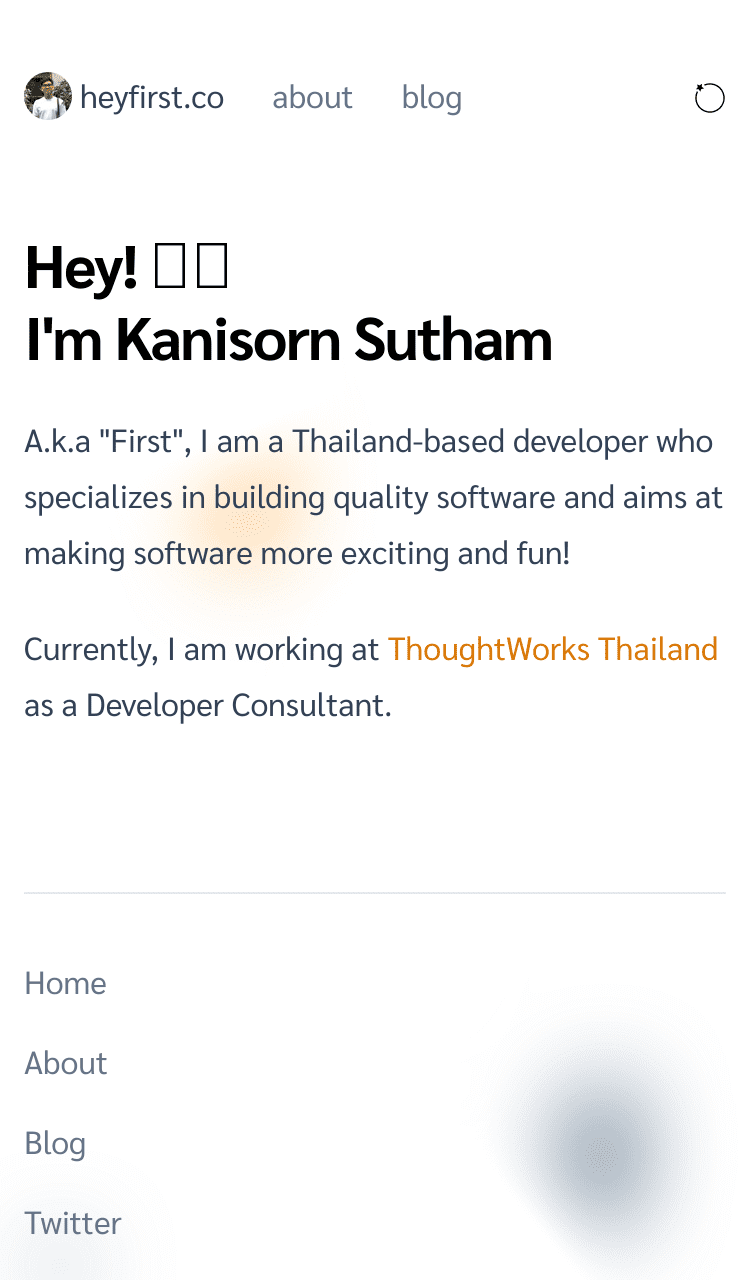 heyfirst.co about blog
Hey!
I'm Kanisorn Sutham
A.k.a "First", I am a Thailand-based developer who
specializes in building quality software and aims at
making software more exciting and fun!
Currently, I am working at ThoughtWorks Thailand
as a Developer Consultant.
Home
About
Blog
Twitter